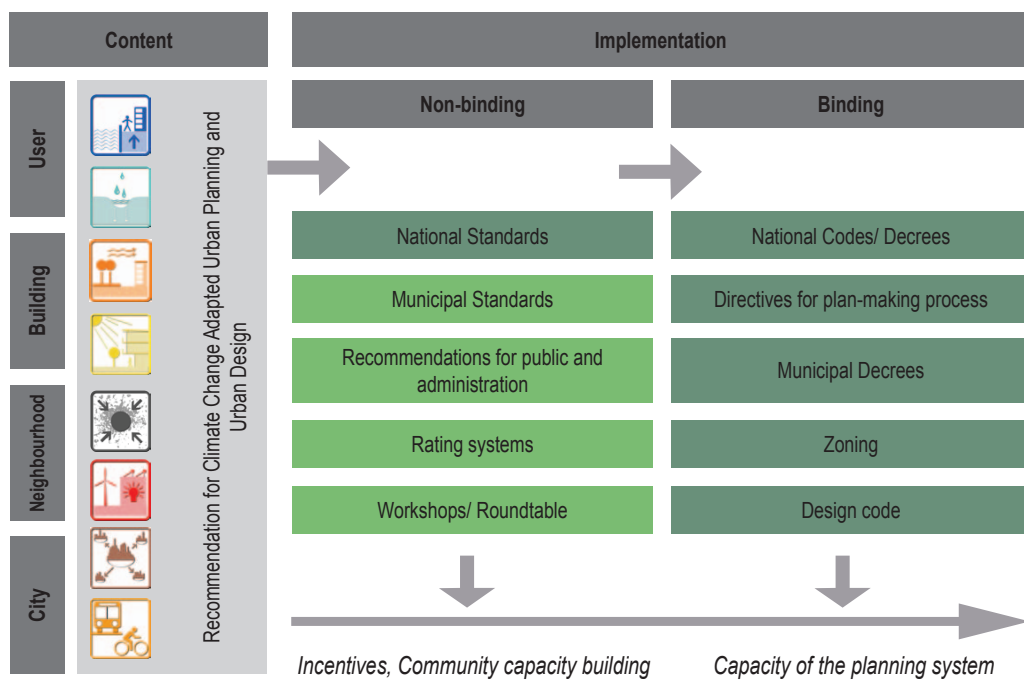 Content
Implementation
User
Building
Neighbourhood
City
Recommendation for Climate Change Adapted Urban Planning and
Urban Design
Non-binding
Binding
National Standards
National Codes/ Decrees
Municipal Standards
Directives for plan-making process
Recommendations for public and
administration
Municipal Decrees
Rating systems
Zoning
Workshops/ Roundtable
Design code
Incentives, Community capacity building
Capacity of the planning system